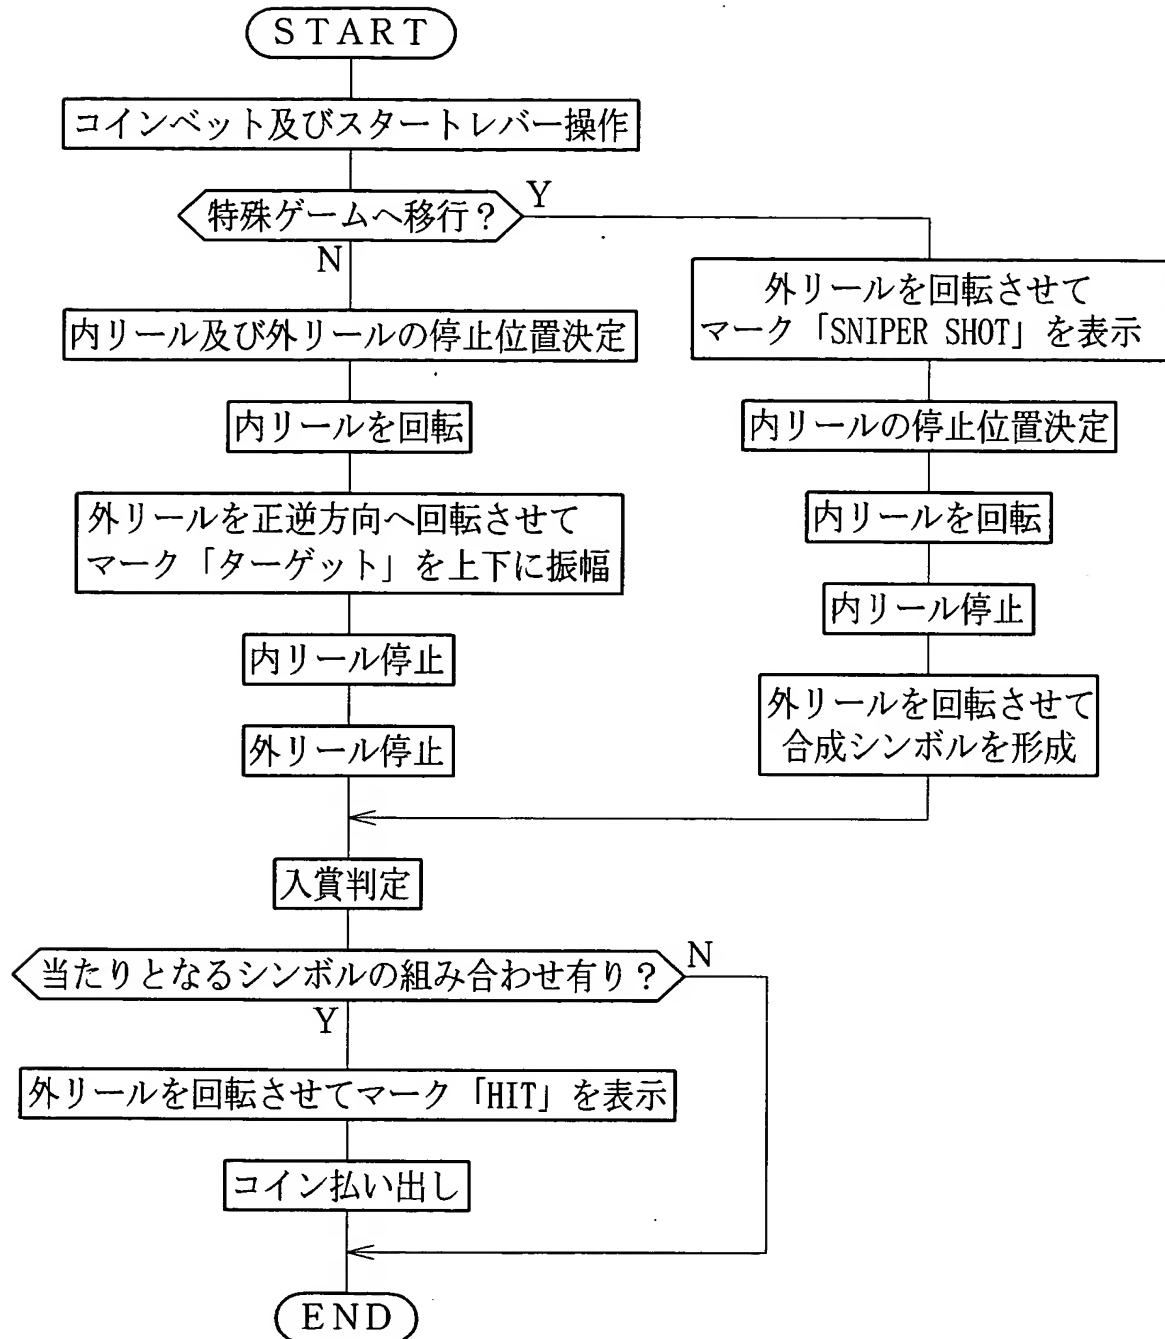 START
コインベット及びスタートレバー操作
特殊ゲームへ移行?
Y
N
内リール及び外リールの停止位置決定
内リールを回転
外リールを正逆方向へ回転させて
マーク「ターゲット」を上下に振幅
内リール停止
外リール停止
外リールを回転させて
マーク「SNIPER SHOT」を表示
内リールの停止位置決定
内リールを回転
内リール停止
外リールを回転させて
合成シンボルを形成
入賞判定
当たりとなるシンボルの組み合わせ有り?
N
Y
外リールを回転させてマーク「HIT」を表示
コイン払い出し
END